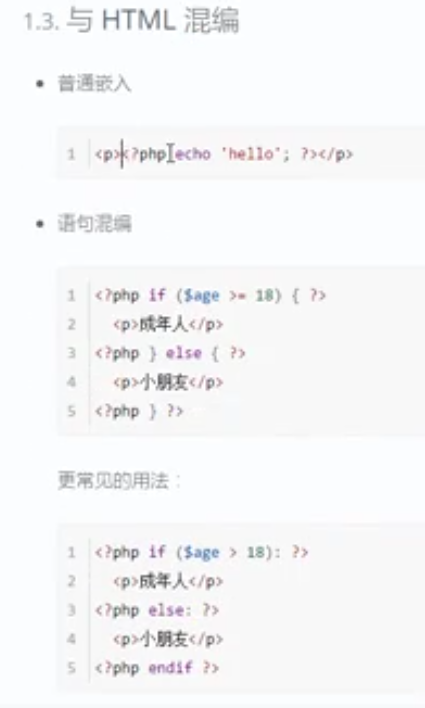 1.3. 与 HTML 混编
普通嵌入
1 <p><?php echo 'hello'; ?></p>
语句混编
1 <?php if ($age >= 18) { ?>
2 <p>成年人</p>
3 <?php } else { ?>
4 <p>小朋友</p>
5 <?php } ?>
更常见的用法：
1 <?php if ($age > 18): ?>
2 <p>成年人</p>
3 <?php else: ?>
4 <p>小朋友</p>
5 <?php endif ?>